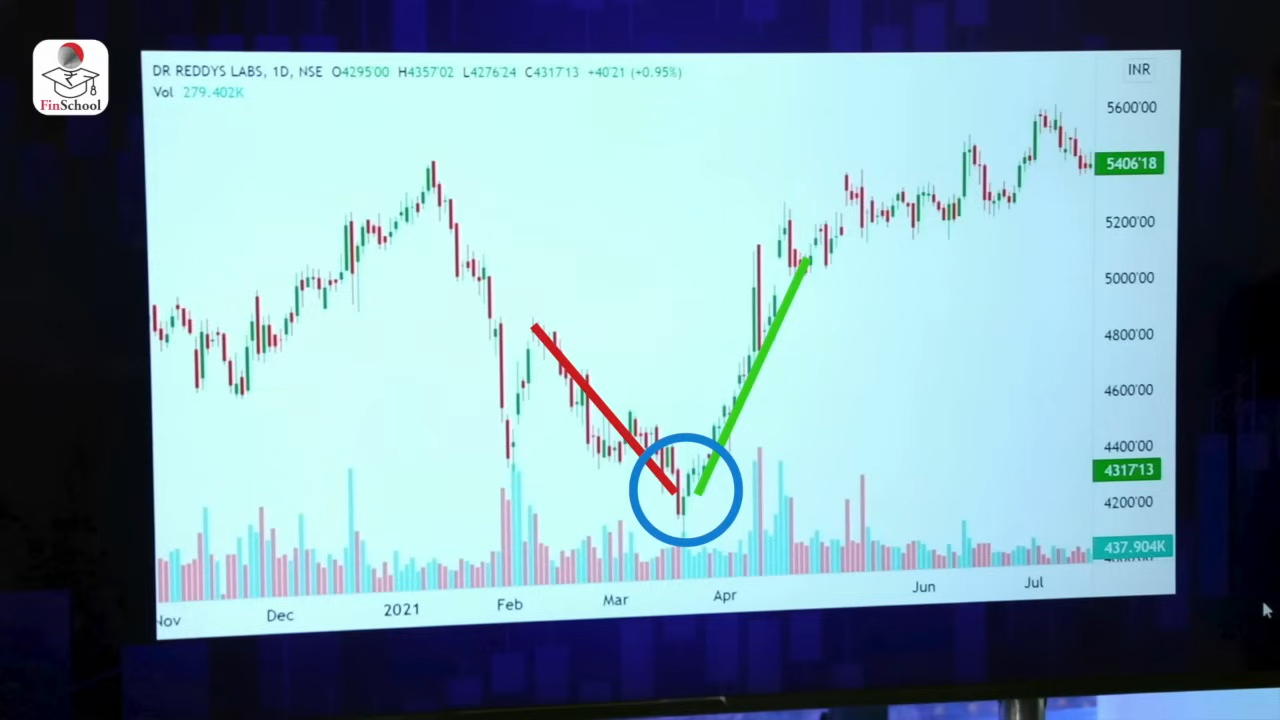 FinSchool
DR REDDYS LABS, 1D, NSE O4295'00 H4357'02 L4276'24 C4317'13 +40'21 (+0.95%)
Vol 279.402K
INR
5600'00
5406'18
5200'00
5000'00
4800'00
4600'00
4400'00
4317'13
4200'00
437.904K
Nov Dec 2021 Feb Mar Apr Jun Jul